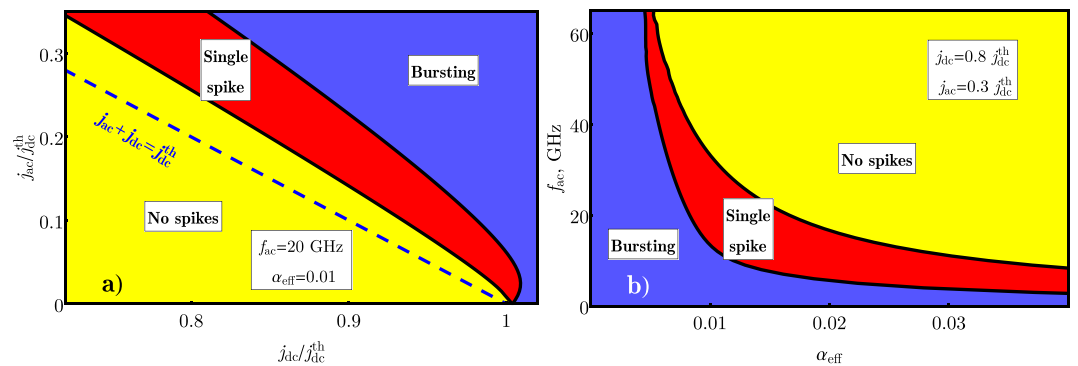 0.3
0.2
0.1
0
j_ac/j_dc^th
Single
spike
Bursting
j_ac+j_dc=j_dc^th
No spikes
f_ac=20 GHz
α_eff=0.01
a)
0.8
0.9
1
j_dc/j_dc^th
60
40
20
0
f_ac, GHz
j_dc=0.8 j_dc^th
j_ac=0.3 j_dc^th
No spikes
Single
spike
Bursting
b)
0.01
0.02
0.03
α_eff